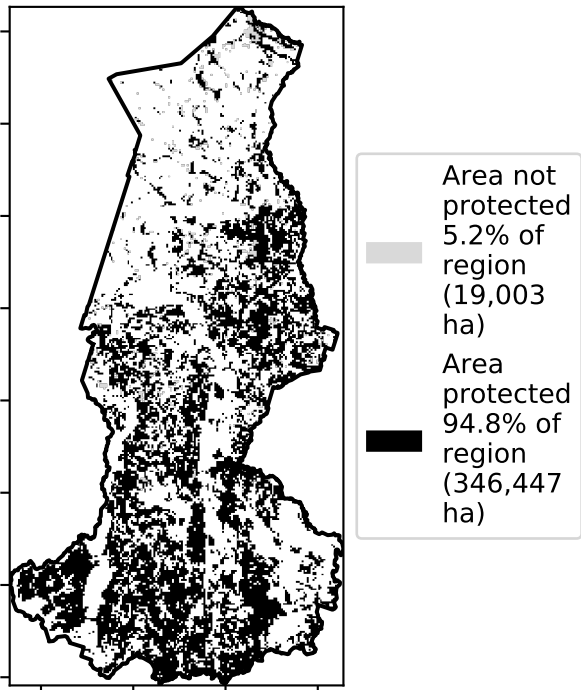 Area not
protected
5.2% of
region
(19,003
ha)
Area
protected
94.8% of
region
(346,447
ha)